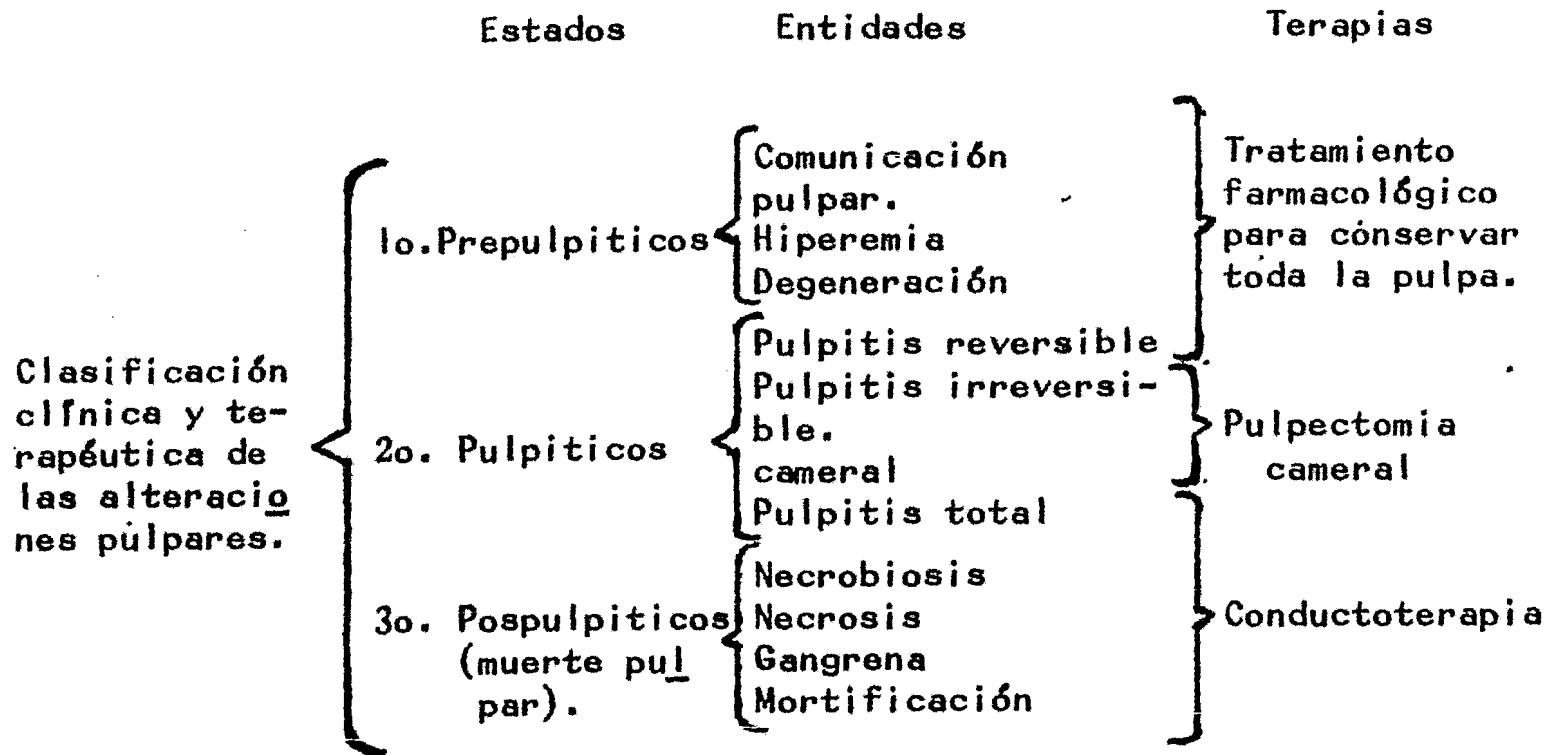 Estados Entidades Terapias
Clasificación
clínica y te-
rapéutica de
las alteracio
nes pulpares.
1o.Prepulpiticos
2o. Pulpiticos
3o. Pospulpiticos
(muerte pul
par).
Comunicación
pulpar.
Hiperemia
Degeneración
Pulpitis reversible
Pulpitis irreversi-
ble.
cameral
Pulpitis total
Necrobiosis
Necrosis
Gangrena
Mortificación
Tratamiento
farmacológico
para cónservar
toda la pulpa.
Pulpectomia
cameral
Conductoterapia